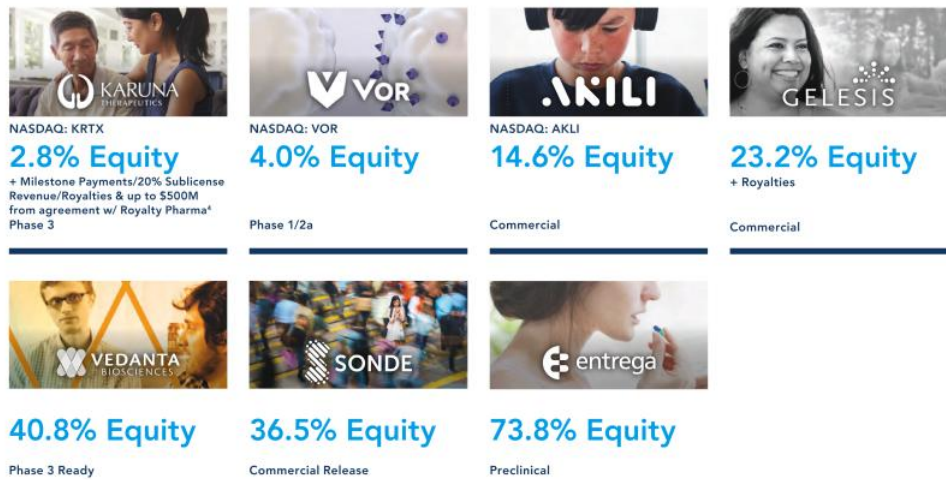 KARUNA
THERAPEUTICS
NASDAQ: KRTX
2.8% Equity
+ Milestone Payments/20% Sublicense
Revenue/Royalties & up to $500M
from agreement w/ Royalty Pharma⁴
Phase 3
VOR
NASDAQ: VOR
4.0% Equity
Phase 1/2a
AKILI
NASDAQ: AKLI
14.6% Equity
Commercial
GELESIS
23.2% Equity
+ Royalties
Commercial
VEDANTA
BIOSCIENCES
40.8% Equity
Phase 3 Ready
SONDE
36.5% Equity
Commercial Release
entrega
73.8% Equity
Preclinical